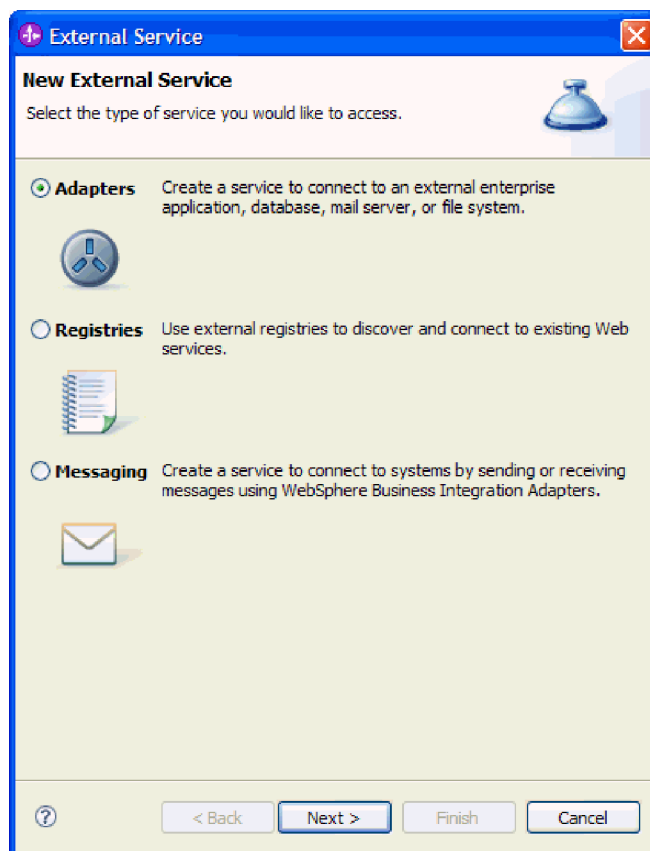 External Service
New External Service
Select the type of service you would like to access.
Adapters
Create a service to connect to an external enterprise
application, database, mail server, or file system.
Registries
Use external registries to discover and connect to existing Web
services.
Messaging
Create a service to connect to systems by sending or receiving
messages using WebSphere Business Integration Adapters.
?
< Back
Next >
Finish
Cancel